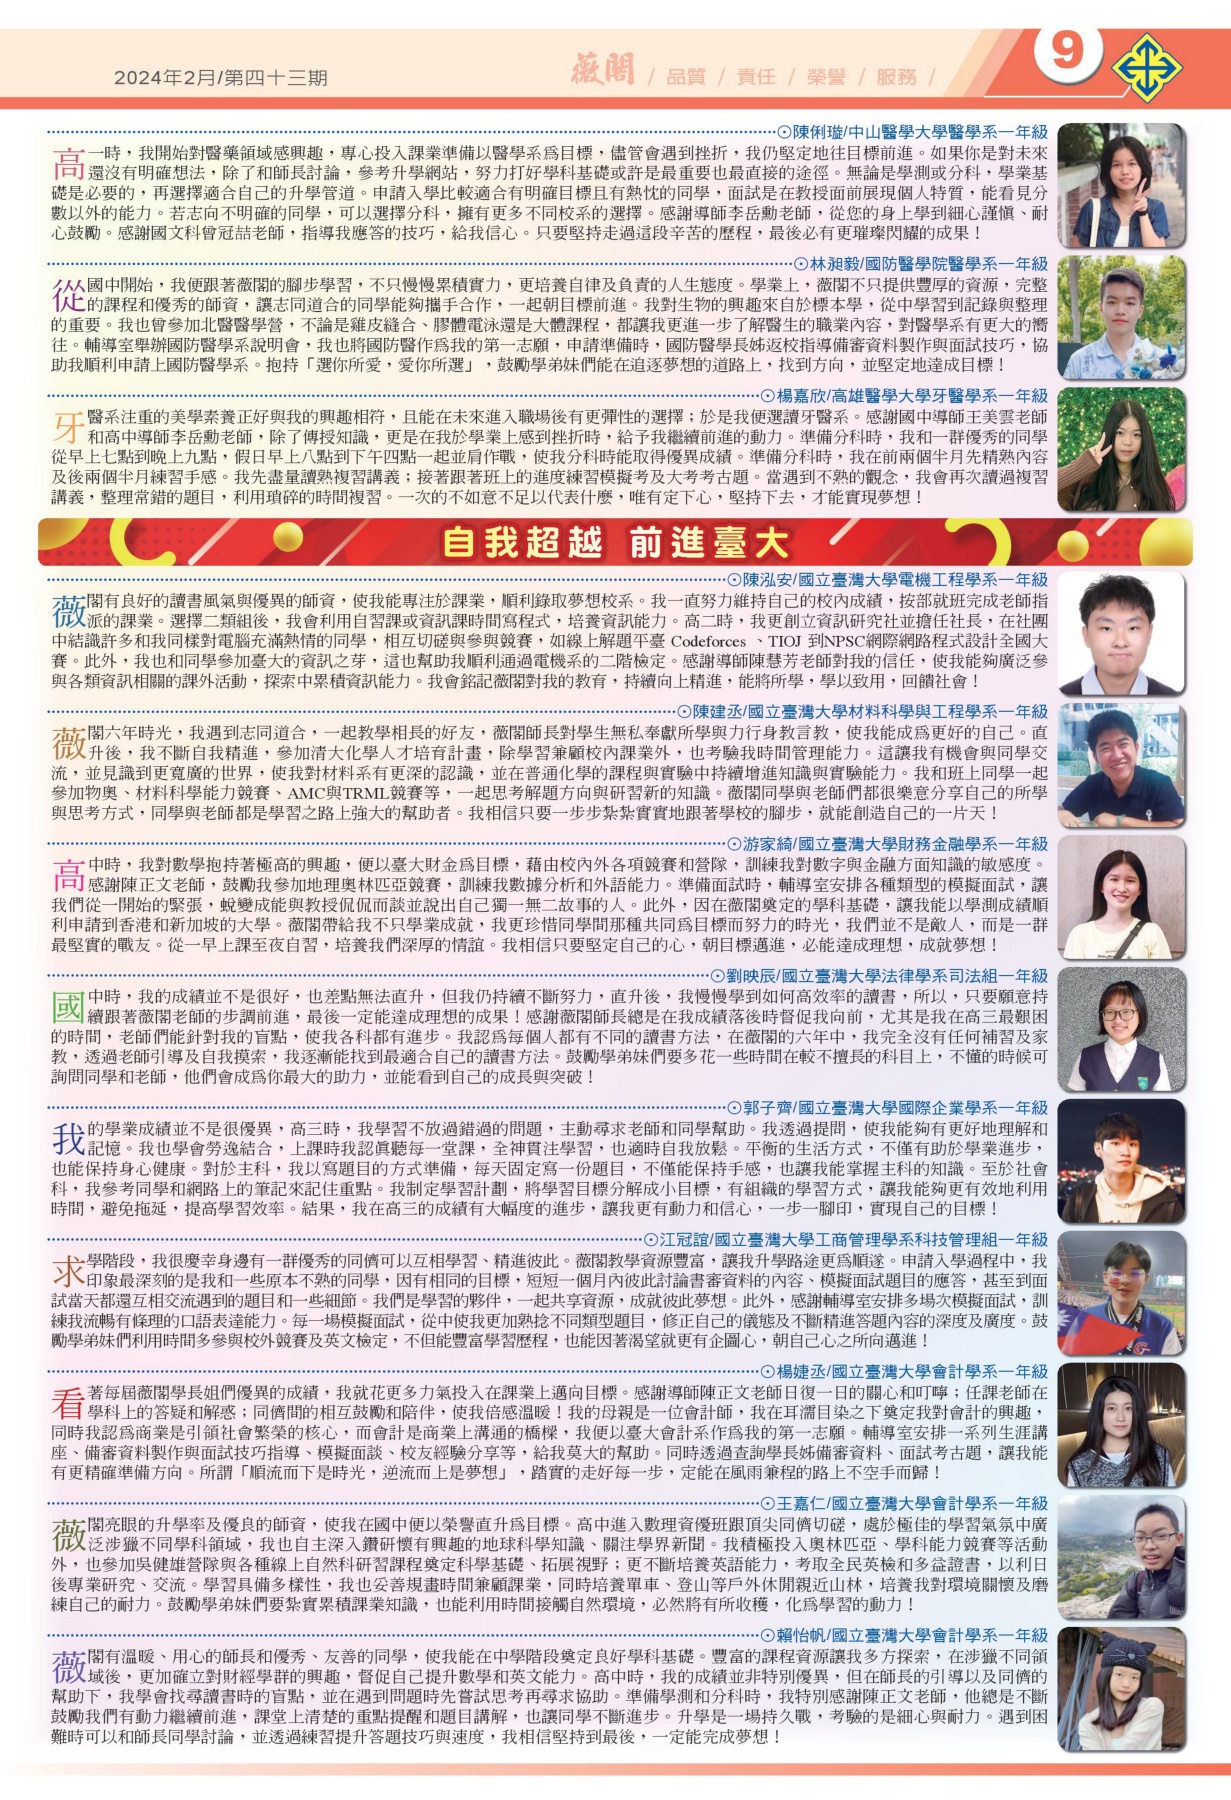 2024年2月/第四十三期
薇閣 / 品質 / 責任 / 榮譽 / 服務 /
9
⊙陳俐璇/中山醫學大學醫學系一年級
高一時，我開始對醫藥領域感興趣，專心投入課業準備以醫學系為目標，儘管會遇到挫折，我仍堅定地往目標前進。如果你是對未來
還沒有明確想法，除了和師長討論，參考升學網站，努力打好學科基礎或許是最重要也最直接的途徑。無論是學測或分科，學業基
礎是必要的，再選擇適合自己的升學管道。申請入學比較適合有明確目標且有熱忱的同學，面試是在教授面前展現個人特質，能看見分
數以外的能力。若志向不明確的同學，可以選擇分科，擁有更多不同校系的選擇。感謝導師李岳勳老師，從您的身上學到細心謹慎、耐
心鼓勵。感謝國文科曾冠喆老師，指導我應答的技巧，給我信心。只要堅持走過這段辛苦的歷程，最後必有更璀璨閃耀的成果！
⊙林昶毅/國防醫學院醫學系一年級
從國中開始，我便跟著薇閣的腳步學習，不只慢慢累積實力，更培養自律及負責的人生態度。學業上，薇閣不只提供豐厚的資源，完整
的課程和優秀的師資，讓志同道合的同學能夠攜手合作，一起朝目標前進。我對生物的興趣來自於標本學，從中學習到記錄與整理
的重要。我也曾參加北醫醫學營，不論是雞皮縫合、膠體電泳還是大體課程，都讓我更進一步了解醫生的職業內容，對醫學系有更大的嚮
往。輔導室舉辦國防醫學系說明會，我也將國防醫作為我的第一志願，申請準備時，國防醫學長姊返校指導備審資料製作與面試技巧，協
助我順利申請上國防醫學系。抱持「選你所愛，愛你所選」，鼓勵學弟妹們能在追逐夢想的道路上，找到方向，並堅定地達成目標！
⊙楊嘉欣/高雄醫學大學牙醫學系一年級
牙醫系注重的美學素養正好與我的興趣相符，且能在未來進入職場後有更彈性的選擇；於是我便選讀牙醫系。感謝國中導師王美雲老師
和高中導師李岳勳老師，除了傳授知識，更是在我於學業上感到挫折時，給予我繼續前進的動力。準備分科時，我和一群優秀的同學
從早上七點到晚上九點，假日早上八點到下午四點一起並肩作戰，使我分科時能取得優異成績。準備分科時，我在前兩個半月先精熟內容
及後兩個半月練習手感。我先盡量讀熟複習講義；接著跟著班上的進度練習模擬考及大考考古題。當遇到不熟的觀念，我會再次讀過複習
講義，整理常錯的題目，利用瑣碎的時間複習。一次的不如意不足以代表什麼，唯有定下心，堅持下去，才能實現夢想！
自我超越 前進臺大
⊙陳泓安/國立臺灣大學電機工程學系一年級
薇閣有良好的讀書風氣與優異的師資，使我能專注於課業，順利錄取夢想校系。我一直努力維持自己的校內成績，按部就班完成老師指
派的課業。選擇二類組後，我會利用自習課或資訊課時間寫程式，培養資訊能力。高二時，我更創立資訊研究社並擔任社長，在社團
中結識許多和我同樣對電腦充滿熱情的同學，相互切磋與參與競賽，如線上解題平臺 Codeforces 、TIOJ 到NPSC網際網路程式設計全國大
賽。此外，我也和同學參加臺大的資訊之芽，這也幫助我順利通過電機系的二階檢定。感謝導師陳慧芳老師對我的信任，使我能夠廣泛參
與各類資訊相關的課外活動，探索中累積資訊能力。我會銘記薇閣對我的教育，持續向上精進，能將所學，學以致用，回饋社會！
⊙陳建丞/國立臺灣大學材料科學與工程學系一年級
薇閣六年時光，我遇到志同道合，一起教學相長的好友，薇閣師長對學生無私奉獻所學與力行身教言教，使我能成為更好的自己。直
升後，我不斷自我精進，參加清大化學人才培育計畫，除學習兼顧校內課業外，也考驗我時間管理能力。這讓我有機會與同學交
流，並見識到更寬廣的世界，使我對材料系有更深的認識，並在普通化學的課程與實驗中持續增進知識與實驗能力。我和班上同學一起
參加物奧、材料科學能力競賽、AMC與TRML競賽等，一起思考解題方向與研習新的知識。薇閣同學與老師們都很樂意分享自己的所學
與思考方式，同學與老師都是學習之路上強大的幫助者。我相信只要一步步紮紮實實地跟著學校的腳步，就能創造自己的一片天！
⊙游家綺/國立臺灣大學財務金融學系一年級
高中時，我對數學抱持著極高的興趣，便以臺大財金為目標，藉由校內外各項競賽和營隊，訓練我對數字與金融方面知識的敏感度。
感謝陳正文老師，鼓勵我參加地理奧林匹亞競賽，訓練我數據分析和外語能力。準備面試時，輔導室安排各種類型的模擬面試，讓
我們從一開始的緊張，蛻變成能與教授侃侃而談並說出自己獨一無二故事的人。此外，因在薇閣奠定的學科基礎，讓我能以學測成績順
利申請到香港和新加坡的大學。薇閣帶給我不只學業成就，我更珍惜同學間那種共同為目標而努力的時光，我們並不是敵人，而是一群
最堅實的戰友。從一早上課至夜自習，培養我們深厚的情誼。我相信只要堅定自己的心，朝目標邁進，必能達成理想，成就夢想！
⊙劉映辰/國立臺灣大學法律學系司法組一年級
國中時，我的成績並不是很好，也差點無法直升，但我仍持續不斷努力，直升後，我慢慢學到如何高效率的讀書，所以，只要願意持
續跟著薇閣老師的步調前進，最後一定能達成理想的成果！感謝薇閣師長總是在我成績落後時督促我向前，尤其是我在高三最艱困
的時間，老師們能針對我的盲點，使我各科都有進步。我認為每個人都有不同的讀書方法，在薇閣的六年中，我完全沒有任何補習及家
教，透過老師引導及自我摸索，我逐漸能找到最適合自己的讀書方法。鼓勵學弟妹們要多花一些時間在較不擅長的科目上，不懂的時候可
詢問同學和老師，他們會成為你最大的助力，並能看到自己的成長與突破！
⊙郭子齊/國立臺灣大學國際企業學系一年級
我的學業成績並不是很優異，高三時，我學習不放過錯過的問題，主動尋求老師和同學幫助。我透過提問，使我能夠有更好地理解和
記憶。我也學會勞逸結合，上課時我認真聽每一堂課，全神貫注學習，也適時自我放鬆。平衡的生活方式，不僅有助於學業進步，
也能保持身心健康。對於主科，我以寫題目的方式準備，每天固定寫一份題目，不僅能保持手感，也讓我能掌握主科的知識。至於社會
科，我參考同學和網路上的筆記來記住重點。我制定學習計劃，將學習目標分解成小目標，有組織的學習方式，讓我能夠更有效地利用
時間，避免拖延，提高學習效率。結果，我在高三的成績有大幅度的進步，讓我更有動力和信心，一步一腳印，實現自己的目標！
⊙江冠誼/國立臺灣大學工商管理學系科技管理組一年級
求學階段，我很慶幸身邊有一群優秀的同儕可以互相學習、精進彼此。薇閣教學資源豐富，讓我升學路途更為順遂。申請入學過程中，我
印象最深刻的是我和一些原本不熟的同學，因有相同的目標，短短一個月內彼此討論書審資料的內容、模擬面試題目的應答，甚至到面
試當天都還互相交流遇到的題目和一些細節。我們是學習的夥伴，一起共享資源，成就彼此夢想。此外，感謝輔導室安排多場次模擬面試，訓
練我流暢有條理的口語表達能力。每一場模擬面試，從中使我更加熟捻不同類型題目，修正自己的儀態及不斷精進答題內容的深度及廣度。鼓
勵學弟妹們利用時間多參與校外競賽及英文檢定，不但能豐富學習歷程，也能因著渴望就更有企圖心，朝自己心之所向邁進！
⊙楊婕丞/國立臺灣大學會計學系一年級
看著每屆薇閣學長姐們優異的成績，我就花更多力氣投入在課業上邁向目標。感謝導師陳正文老師日復一日的關心和叮嚀；任課老師在
學科上的答疑和解惑；同儕間的相互鼓勵和陪伴，使我倍感溫暖！我的母親是一位會計師，我在耳濡目染之下奠定我對會計的興趣，
同時我認為商業是引領社會繁榮的核心，而會計是商業上溝通的橋樑，我便以臺大會計系作為我的第一志願。輔導室安排一系列生涯講
座、備審資料製作與面試技巧指導、模擬面談、校友經驗分享等，給我莫大的幫助。同時透過查詢學長姊備審資料、面試考古題，讓我能
有更精確準備方向。所謂「順流而下是時光，逆流而上是夢想」，踏實的走好每一步，定能在風雨兼程的路上不空手而歸！
⊙王嘉仁/國立臺灣大學會計學系一年級
薇閣亮眼的升學率及優良的師資，使我在國中便以榮譽直升為目標。高中進入數理資優班跟頂尖同儕切磋，處於極佳的學習氣氛中廣
泛涉獵不同學科領域，我也自主深入鑽研懷有興趣的地球科學知識、關注學界新聞。我積極投入奧林匹亞、學科能力競賽等活動
外，也參加吳健雄營隊與各種線上自然科研習課程奠定科學基礎、拓展視野；更不斷培養英語能力，考取全民英檢和多益證書，以利日
後專業研究、交流。學習具備多樣性，我也妥善規畫時間兼顧課業，同時培養單車、登山等戶外休閒親近山林，培養我對環境關懷及磨
練自己的耐力。鼓勵學弟妹們要紮實累積課業知識，也能利用時間接觸自然環境，必然將有所收穫，化為學習的動力！
⊙賴怡帆/國立臺灣大學會計學系一年級
薇閣有溫暖、用心的師長和優秀、友善的同學，使我能在中學階段奠定良好學科基礎。豐富的課程資源讓我多方探索，在涉獵不同領
域後，更加確立對財經學群的興趣，督促自己提升數學和英文能力。高中時，我的成績並非特別優異，但在師長的引導以及同儕的
幫助下，我學會找尋讀書時的盲點，並在遇到問題時先嘗試思考再尋求協助。準備學測和分科時，我特別感謝陳正文老師，他總是不斷
鼓勵我們有動力繼續前進，課堂上清楚的重點提醒和題目講解，也讓同學不斷進步。升學是一場持久戰，考驗的是細心與耐力。遇到困
難時可以和師長同學討論，並透過練習提升答題技巧與速度，我相信堅持到最後，一定能完成夢想！